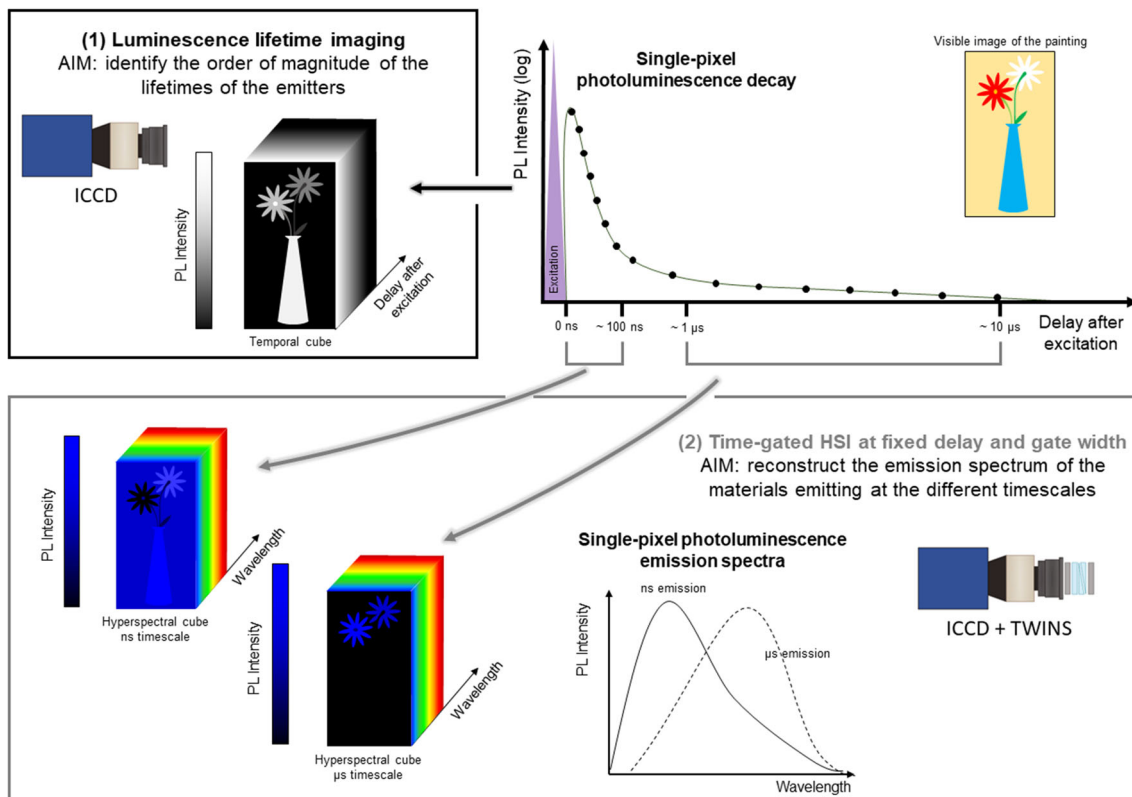 (1) Luminescence lifetime imaging
AIM: identify the order of magnitude of the
lifetimes of the emitters
ICCD
PL Intensity
Delay after
excitation
Temporal cube
Single-pixel
photoluminescence decay
PL Intensity (log)
Excitation
0 ns
~ 100 ns
~ 1 µs
~ 10 µs
Delay after
excitation
Visible image of the painting
(2) Time-gated HSI at fixed delay and gate width
AIM: reconstruct the emission spectrum of the
materials emitting at the different timescales
PL Intensity
Wavelength
Hyperspectral cube
ns timescale
PL Intensity
Wavelength
Hyperspectral cube
µs timescale
Single-pixel photoluminescence
emission spectra
ns emission
µs emission
PL Intensity
Wavelength
ICCD + TWINS